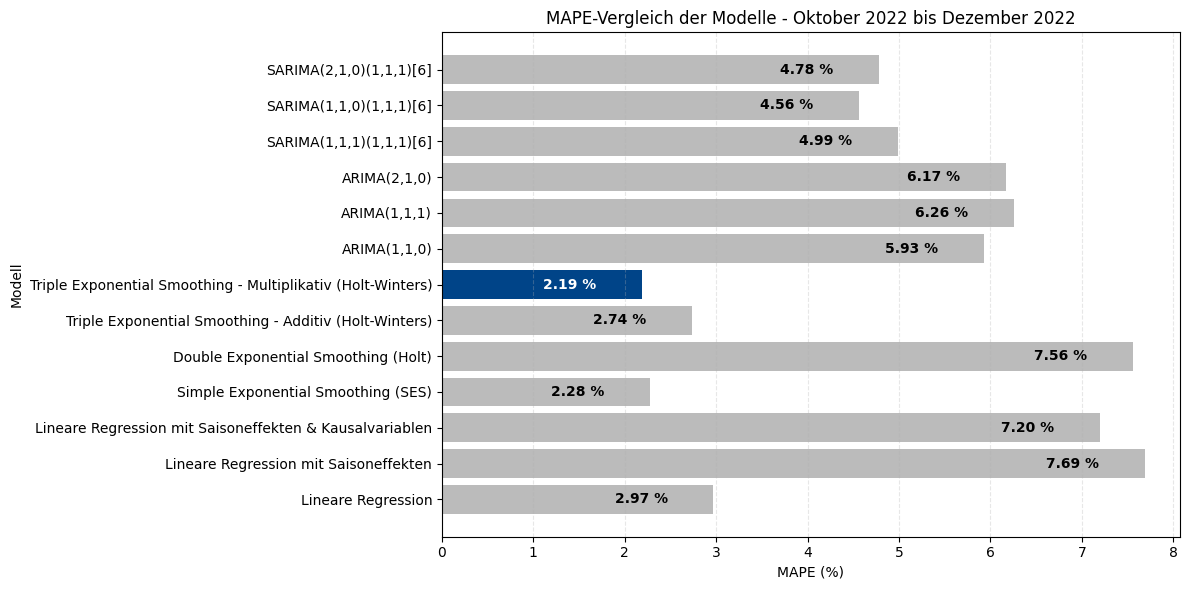 MAPE-Vergleich der Modelle - Oktober 2022 bis Dezember 2022
Modell
SARIMA(2,1,0)(1,1,1)[6] 4.78 %
SARIMA(1,1,0)(1,1,1)[6] 4.56 %
SARIMA(1,1,1)(1,1,1)[6] 4.99 %
ARIMA(2,1,0) 6.17 %
ARIMA(1,1,1) 6.26 %
ARIMA(1,1,0) 5.93 %
Triple Exponential Smoothing - Multiplikativ (Holt-Winters) 2.19 %
Triple Exponential Smoothing - Additiv (Holt-Winters) 2.74 %
Double Exponential Smoothing (Holt) 7.56 %
Simple Exponential Smoothing (SES) 2.28 %
Lineare Regression mit Saisoneffekten & Kausalvariablen 7.20 %
Lineare Regression mit Saisoneffekten 7.69 %
Lineare Regression 2.97 %
0 1 2 3 4 5 6 7 8
MAPE (%)